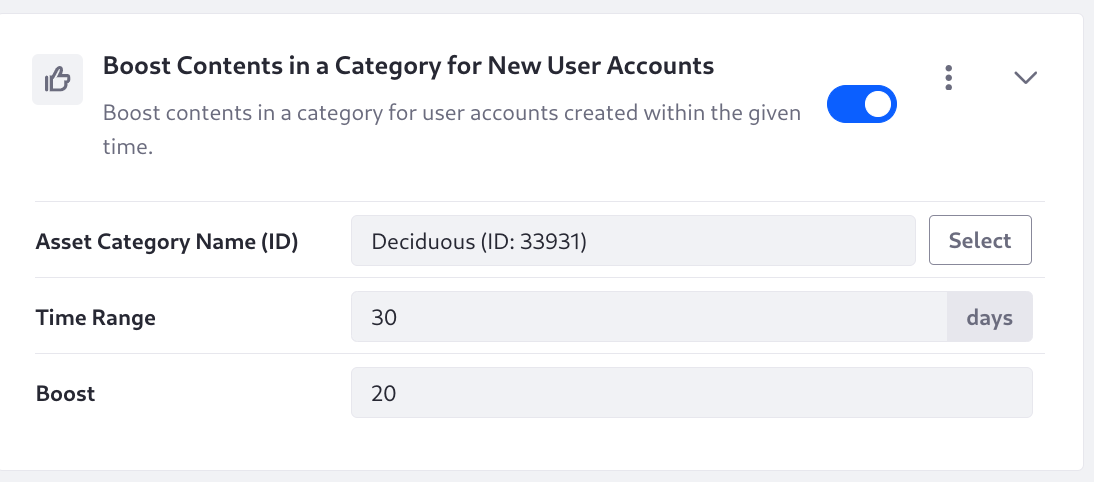 Boost Contents in a Category for New User Accounts
Boost contents in a category for user accounts created within the given
time.
Asset Category Name (ID)
Deciduous (ID: 33931)
Select
Time Range
30
days
Boost
20